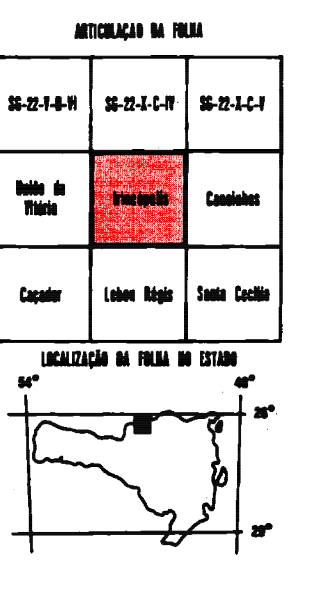 ARTICULAÇÃO DA FOLHA
SG-22-V-D-VI SG-22-X-C-IV SG-22-X-C-V
União da
Vitória
Irineópolis
Canoinhas
Caçador Lebon Régis Santa Cecília
LOCALIZAÇÃO DA FOLHA NO ESTADO
54° 48°
26°
29°